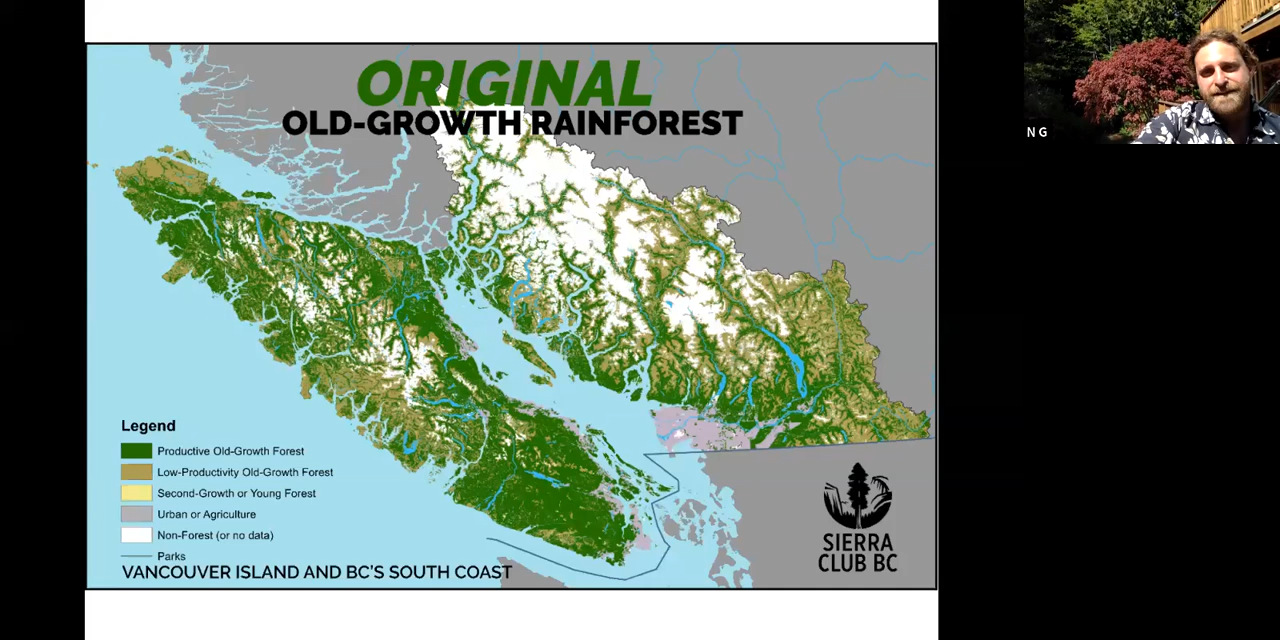 ORIGINAL
OLD-GROWTH RAINFOREST
N G
Legend
Productive Old-Growth Forest
Low-Productivity Old-Growth Forest
Second-Growth or Young Forest
Urban or Agriculture
Non-Forest (or no data)
Parks
VANCOUVER ISLAND AND BC'S SOUTH COAST
SIERRA
CLUB BC